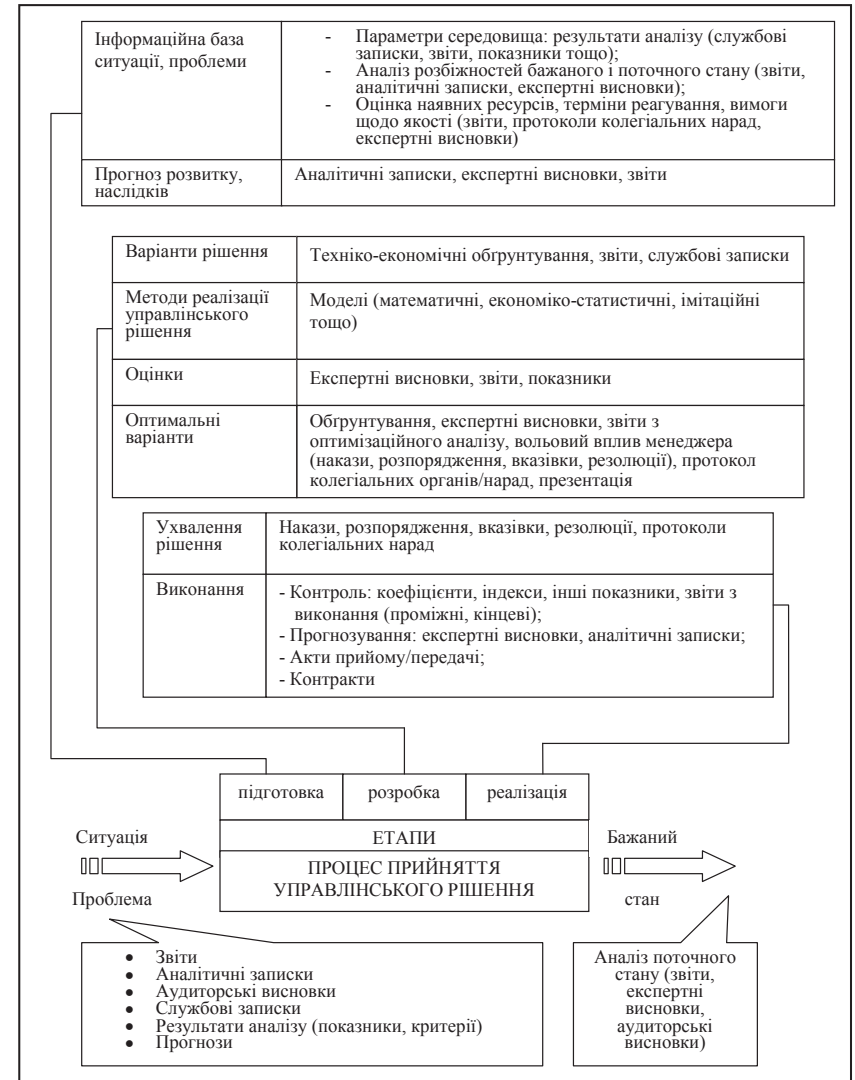 Інформаційна база
ситуації, проблеми
- Параметри середовища: результати аналізу (службові
записки, звіти, показники тощо);
- Аналіз розбіжностей бажаного і поточного стану (звіти,
аналітичні записки, експертні висновки);
- Оцінка наявних ресурсів, терміни реагування, вимоги
щодо якості (звіти, протоколи колегіальних нарад,
експертні висновки)
Прогноз розвитку,
наслідків
Аналітичні записки, експертні висновки, звіти
Варіанти рішення
Техніко-економічні обґрунтування, звіти, службові записки
Методи реалізації
управлінського
рішення
Моделі (математичні, економіко-статистичні, імітаційні
тощо)
Оцінки
Експертні висновки, звіти, показники
Оптимальні
варіанти
Обґрунтування, експертні висновки, звіти з
оптимізаційного аналізу, вольовий вплив менеджера
(накази, розпорядження, вказівки, резолюції), протокол
колегіальних органів/нарад, презентація
Ухвалення
рішення
Накази, розпорядження, вказівки, резолюції, протоколи
колегіальних нарад
Виконання
- Контроль: коефіцієнти, індекси, інші показники, звіти з
виконання (проміжні, кінцеві);
- Прогнозування: експертні висновки, аналітичні записки;
- Акти прийому/передачі;
- Контракти
підготовка
розробка
реалізація
ЕТАПИ
Ситуація
Проблема
ПРОЦЕС ПРИЙНЯТТЯ
УПРАВЛІНСЬКОГО РІШЕННЯ
Бажаний
стан
• Звіти
• Аналітичні записки
• Аудиторські висновки
• Службові записки
• Результати аналізу (показники, критерії)
• Прогнози
Аналіз поточного
стану (звіти,
експертні
висновки,
аудиторські
висновки)